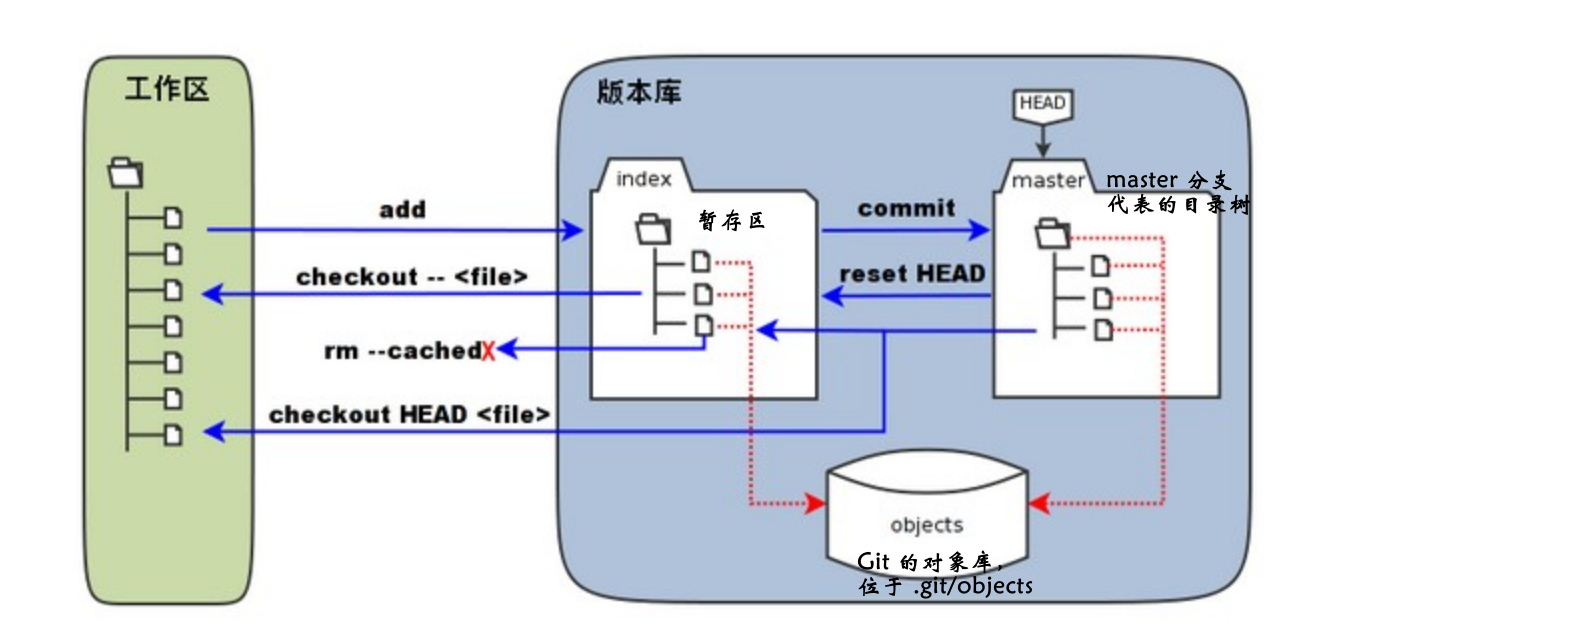 工作区
版本库
HEAD
index
master
master 分支
代表的目录树
暂存区
add
commit
checkout -- <file>
reset HEAD
rm --cachedX
checkout HEAD <file>
objects
Git 的对象库,
位于 .git/objects